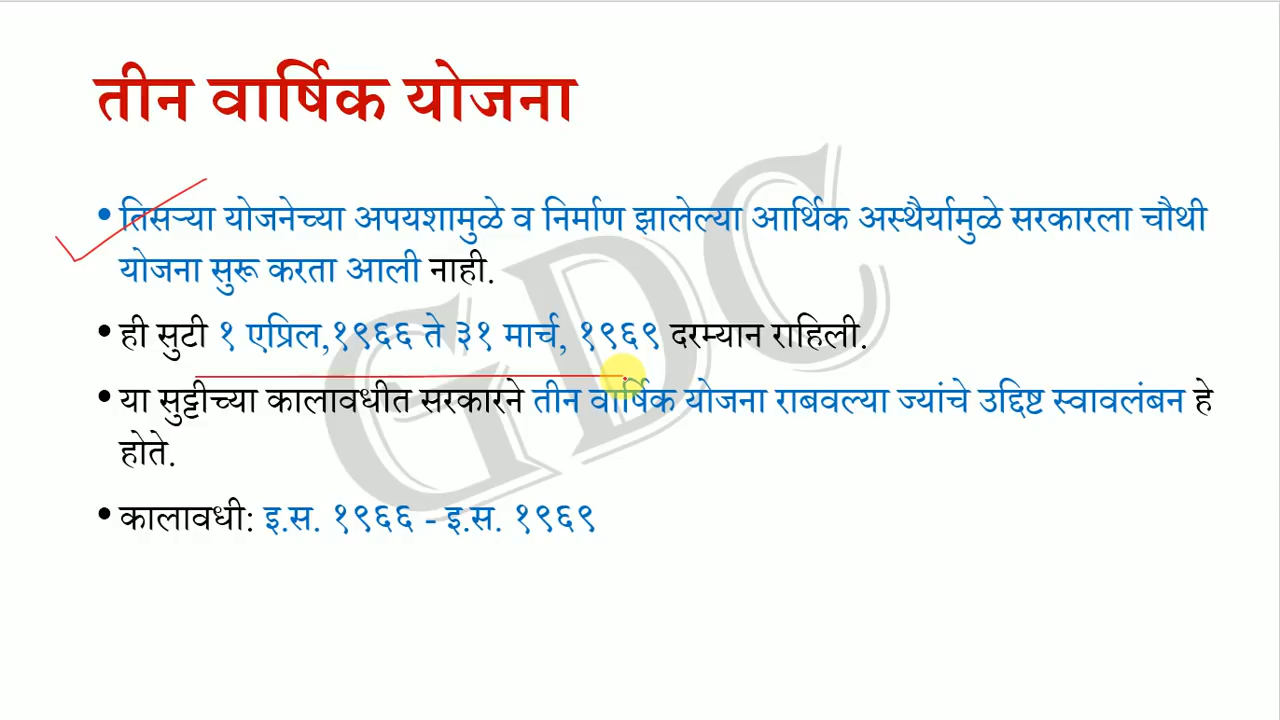 तीन वार्षिक योजना
• तिसऱ्या योजनेच्या अपयशामुळे व निर्माण झालेल्या आर्थिक अस्थैर्यामुळे सरकारला चौथी
योजना सुरू करता आली नाही.
• ही सुटी १ एप्रिल,१९६६ ते ३१ मार्च, १९६९ दरम्यान राहिली.
• या सुट्टीच्या कालावधीत सरकारने तीन वार्षिक योजना राबवल्या ज्यांचे उद्दिष्ट स्वावलंबन हे
होते.
• कालावधी: इ.स. १९६६ - इ.स. १९६९
GDC